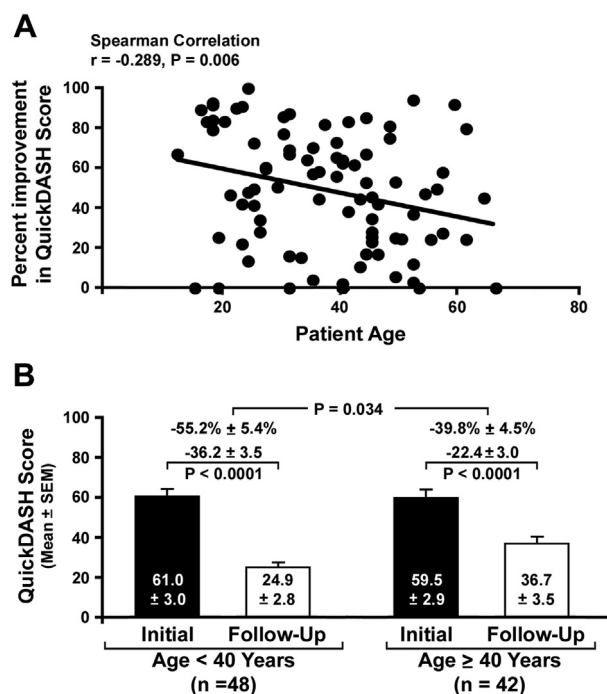 A
Spearman Correlation
r = -0.289, P = 0.006
Percent improvement
in QuickDASH Score
100
80
60
40
20
0
20
40
60
80
Patient Age
B
QuickDASH Score
(Mean ± SEM)
100
80
60
40
20
0
P = 0.034
-55.2% ± 5.4%
-39.8% ± 4.5%
-36.2 ± 3.5
-22.4 ± 3.0
P < 0.0001
P < 0.0001
61.0
± 3.0
24.9
± 2.8
59.5
± 2.9
36.7
± 3.5
Initial
Follow-Up
Initial
Follow-Up
Age < 40 Years
(n =48)
Age ≥ 40 Years
(n = 42)